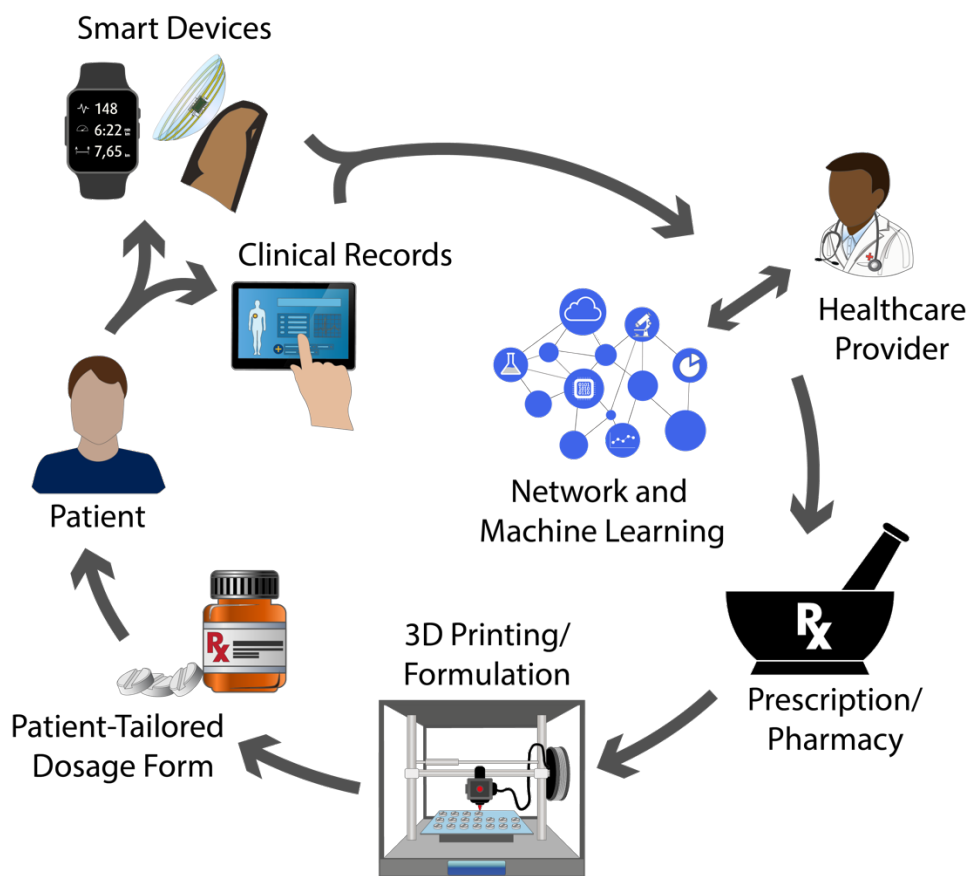 Smart Devices
148
6:22
7,65
Clinical Records
Healthcare
Provider
Patient
Network and
Machine Learning
Rx
3D Printing/
Formulation
Rx
Prescription/
Pharmacy
Patient-Tailored
Dosage Form